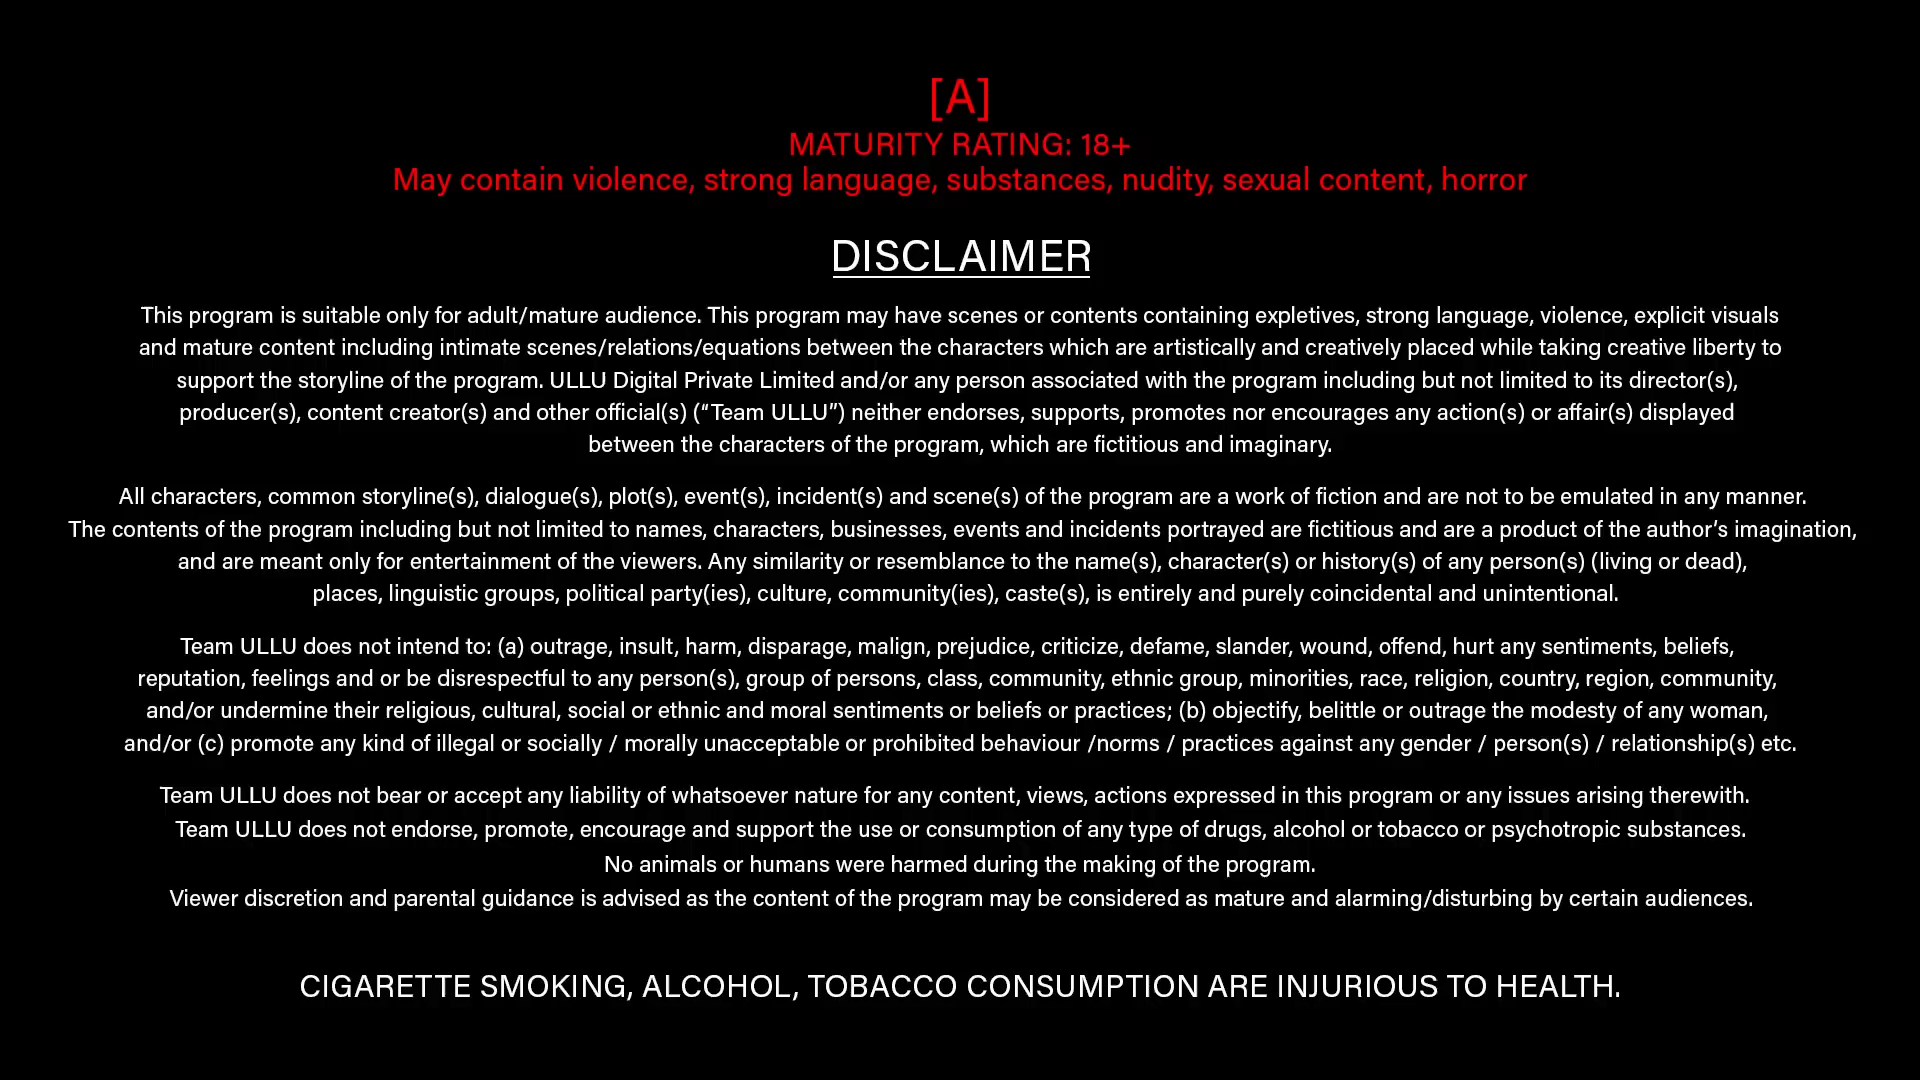 [A]
MATURITY RATING: 18+
May contain violence, strong language, substances, nudity, sexual content, horror
DISCLAIMER
This program is suitable only for adult/mature audience. This program may have scenes or contents containing expletives, strong language, violence, explicit visuals
and mature content including intimate scenes/relations/equations between the characters which are artistically and creatively placed while taking creative liberty to
support the storyline of the program. ULLU Digital Private Limited and/or any person associated with the program including but not limited to its director(s),
producer(s), content creator(s) and other official(s) (“Team ULLU”) neither endorses, supports, promotes nor encourages any action(s) or affair(s) displayed
between the characters of the program, which are fictitious and imaginary.
All characters, common storyline(s), dialogue(s), plot(s), event(s), incident(s) and scene(s) of the program are a work of fiction and are not to be emulated in any manner.
The contents of the program including but not limited to names, characters, businesses, events and incidents portrayed are fictitious and are a product of the author’s imagination,
and are meant only for entertainment of the viewers. Any similarity or resemblance to the name(s), character(s) or history(s) of any person(s) (living or dead),
places, linguistic groups, political party(ies), culture, community(ies), caste(s), is entirely and purely coincidental and unintentional.
Team ULLU does not intend to: (a) outrage, insult, harm, disparage, malign, prejudice, criticize, defame, slander, wound, offend, hurt any sentiments, beliefs,
reputation, feelings and or be disrespectful to any person(s), group of persons, class, community, ethnic group, minorities, race, religion, country, region, community,
and/or undermine their religious, cultural, social or ethnic and moral sentiments or beliefs or practices; (b) objectify, belittle or outrage the modesty of any woman,
and/or (c) promote any kind of illegal or socially / morally unacceptable or prohibited behaviour /norms / practices against any gender / person(s) / relationship(s) etc.
Team ULLU does not bear or accept any liability of whatsoever nature for any content, views, actions expressed in this program or any issues arising therewith.
Team ULLU does not endorse, promote, encourage and support the use or consumption of any type of drugs, alcohol or tobacco or psychotropic substances.
No animals or humans were harmed during the making of the program.
Viewer discretion and parental guidance is advised as the content of the program may be considered as mature and alarming/disturbing by certain audiences.
CIGARETTE SMOKING, ALCOHOL, TOBACCO CONSUMPTION ARE INJURIOUS TO HEALTH.